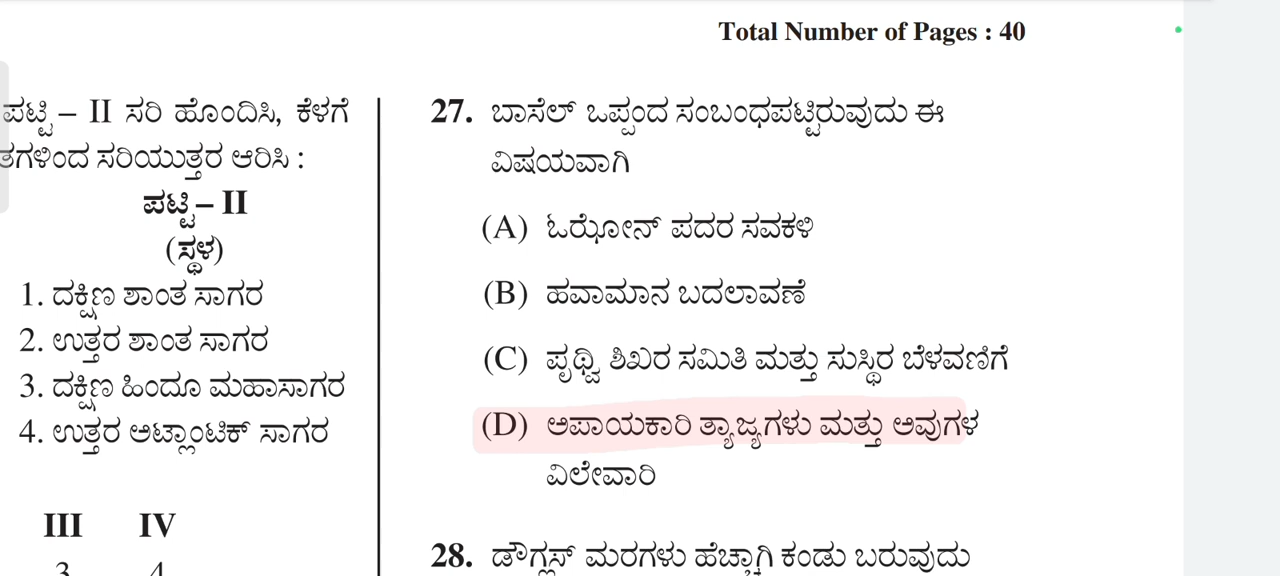 Total Number of Pages : 40
ಪಟ್ಟಿ – II ಸರಿ ಹೊಂದಿಸಿ, ಕೆಳಗೆ
ತಗಳಿಂದ ಸರಿಯುತ್ತರ ಆರಿಸಿ :
ಪಟ್ಟಿ – II
(ಸ್ಥಳ)
1. ದಕ್ಷಿಣ ಶಾಂತ ಸಾಗರ
2. ಉತ್ತರ ಶಾಂತ ಸಾಗರ
3. ದಕ್ಷಿಣ ಹಿಂದೂ ಮಹಾಸಾಗರ
4. ಉತ್ತರ ಅಟ್ಲಾಂಟಿಕ್ ಸಾಗರ
III IV
3 4
27. ಬಾಸೆಲ್ ಒಪ್ಪಂದ ಸಂಬಂಧಪಟ್ಟಿರುವುದು ಈ
ವಿಷಯವಾಗಿ
(A) ಓಝೋನ್ ಪದರ ಸವಕಳಿ
(B) ಹವಾಮಾನ ಬದಲಾವಣೆ
(C) ಪೃಥ್ವಿ ಶಿಖರ ಸಮಿತಿ ಮತ್ತು ಸುಸ್ಥಿರ ಬೆಳವಣಿಗೆ
(D) ಅಪಾಯಕಾರಿ ತ್ಯಾಜ್ಯಗಳು ಮತ್ತು ಅವುಗಳ
ವಿಲೇವಾರಿ
28. ಡೌಗ್ಲಸ್ ಮರಗಳು ಹೆಚ್ಚಾಗಿ ಕಂಡು ಬರುವುದು